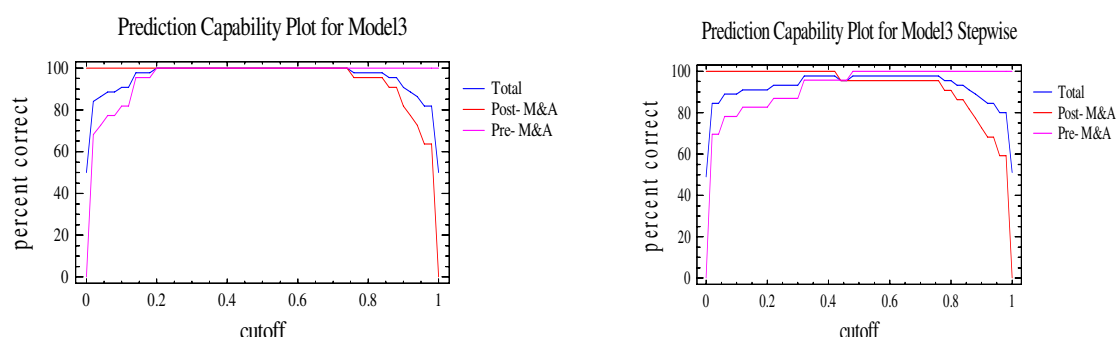 Prediction Capability Plot for Model3
percent correct
100
80
60
40
20
0
0 0.2 0.4 0.6 0.8 1
cutoff
Total
Post- M&A
Pre- M&A
Prediction Capability Plot for Model3 Stepwise
percent correct
100
80
60
40
20
0
0 0.2 0.4 0.6 0.8 1
cutoff
Total
Post- M&A
Pre- M&A